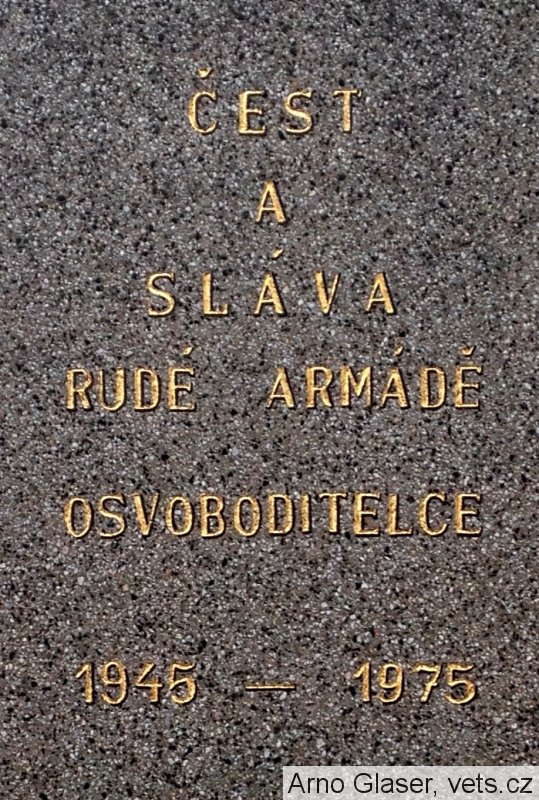 ČEST
A
SLÁVA
RUDÉ ARMÁDĚ
OSVOBODITELCE
1945 — 1975
Arno Glaser, vets.cz